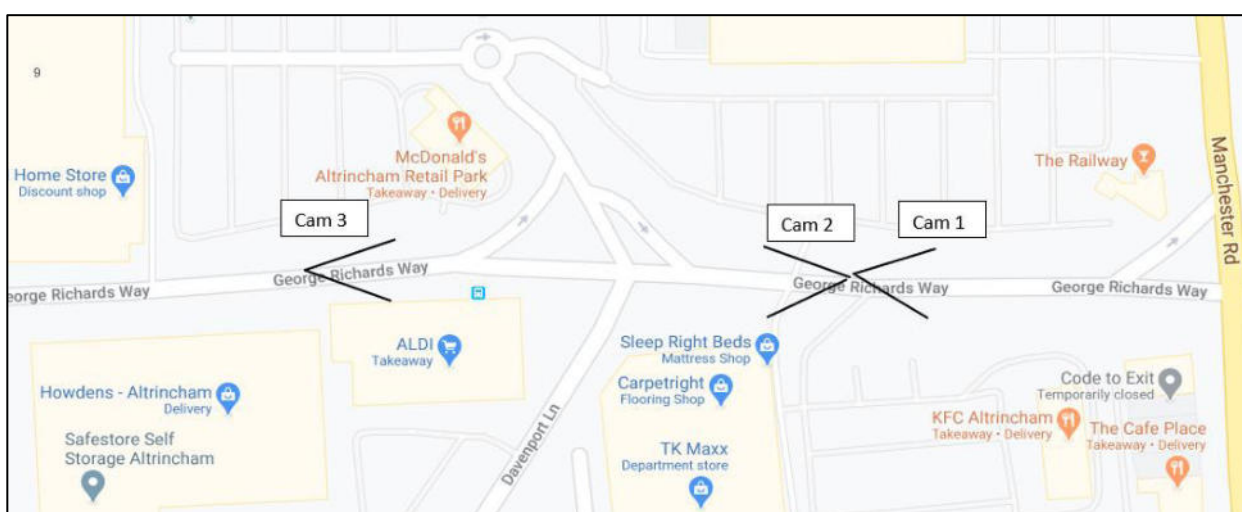 9
McDonald's
Altrincham Retail Park
Takeaway • Delivery
The Railway
Manchester Rd
Home Store
Discount shop
Cam 3
Cam 2
Cam 1
George Richards Way
eorge Richards Way
George Richards Way
George Richards Way
ALDI
Takeaway
Sleep Right Beds
Mattress Shop
Howdens - Altrincham
Delivery
Carpetright
Flooring Shop
Code to Exit
Temporarily closed
KFC Altrincham
Takeaway • Delivery
The Cafe Place
Takeaway • Delivery
Safestore Self
Storage Altrincham
Davenport Ln
TK Maxx
Department store